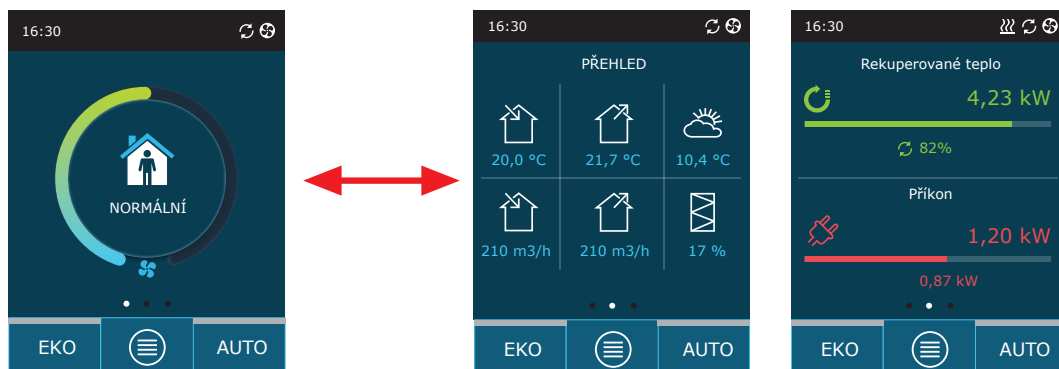 16:30
NORMÁLNÍ
EKO
AUTO
16:30
PŘEHLED
20,0 °C
21,7 °C
10,4 °C
210 m3/h
210 m3/h
17 %
EKO
AUTO
16:30
Rekuperované teplo
4,23 kW
82%
Příkon
1,20 kW
0,87 kW
EKO
AUTO